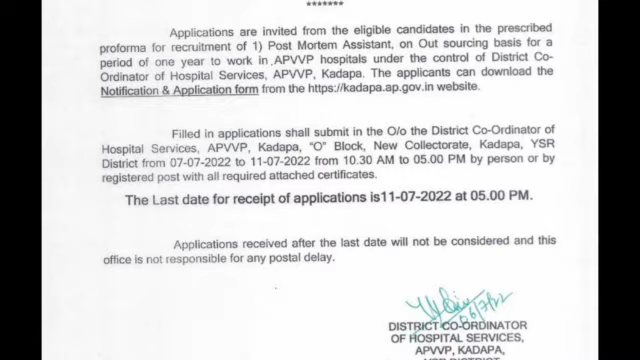 *******
Applications are invited from the eligible candidates in the prescribed
proforma for recruitment of 1) Post Mortem Assistant, on Out sourcing basis for a
period of one year to work in APVVP hospitals under the control of District Co-
Ordinator of Hospital Services, APVVP, Kadapa. The applicants can download the
Notification & Application form from the https://kadapa.ap.gov.in website.
Filled in applications shall submit in the O/o the District Co-Ordinator of
Hospital Services, APVVP, Kadapa, "O" Block, New Collectorate, Kadapa, YSR
District from 07-07-2022 to 11-07-2022 from 10.30 AM to 05.00 PM by person or by
registered post with all required attached certificates.
The Last date for receipt of applications is11-07-2022 at 05.00 PM.
Applications received after the last date will not be considered and this
office is not responsible for any postal delay.
DISTRICT CO-ORDINATOR
OF HOSPITAL SERVICES,
APVVP, KADAPA,